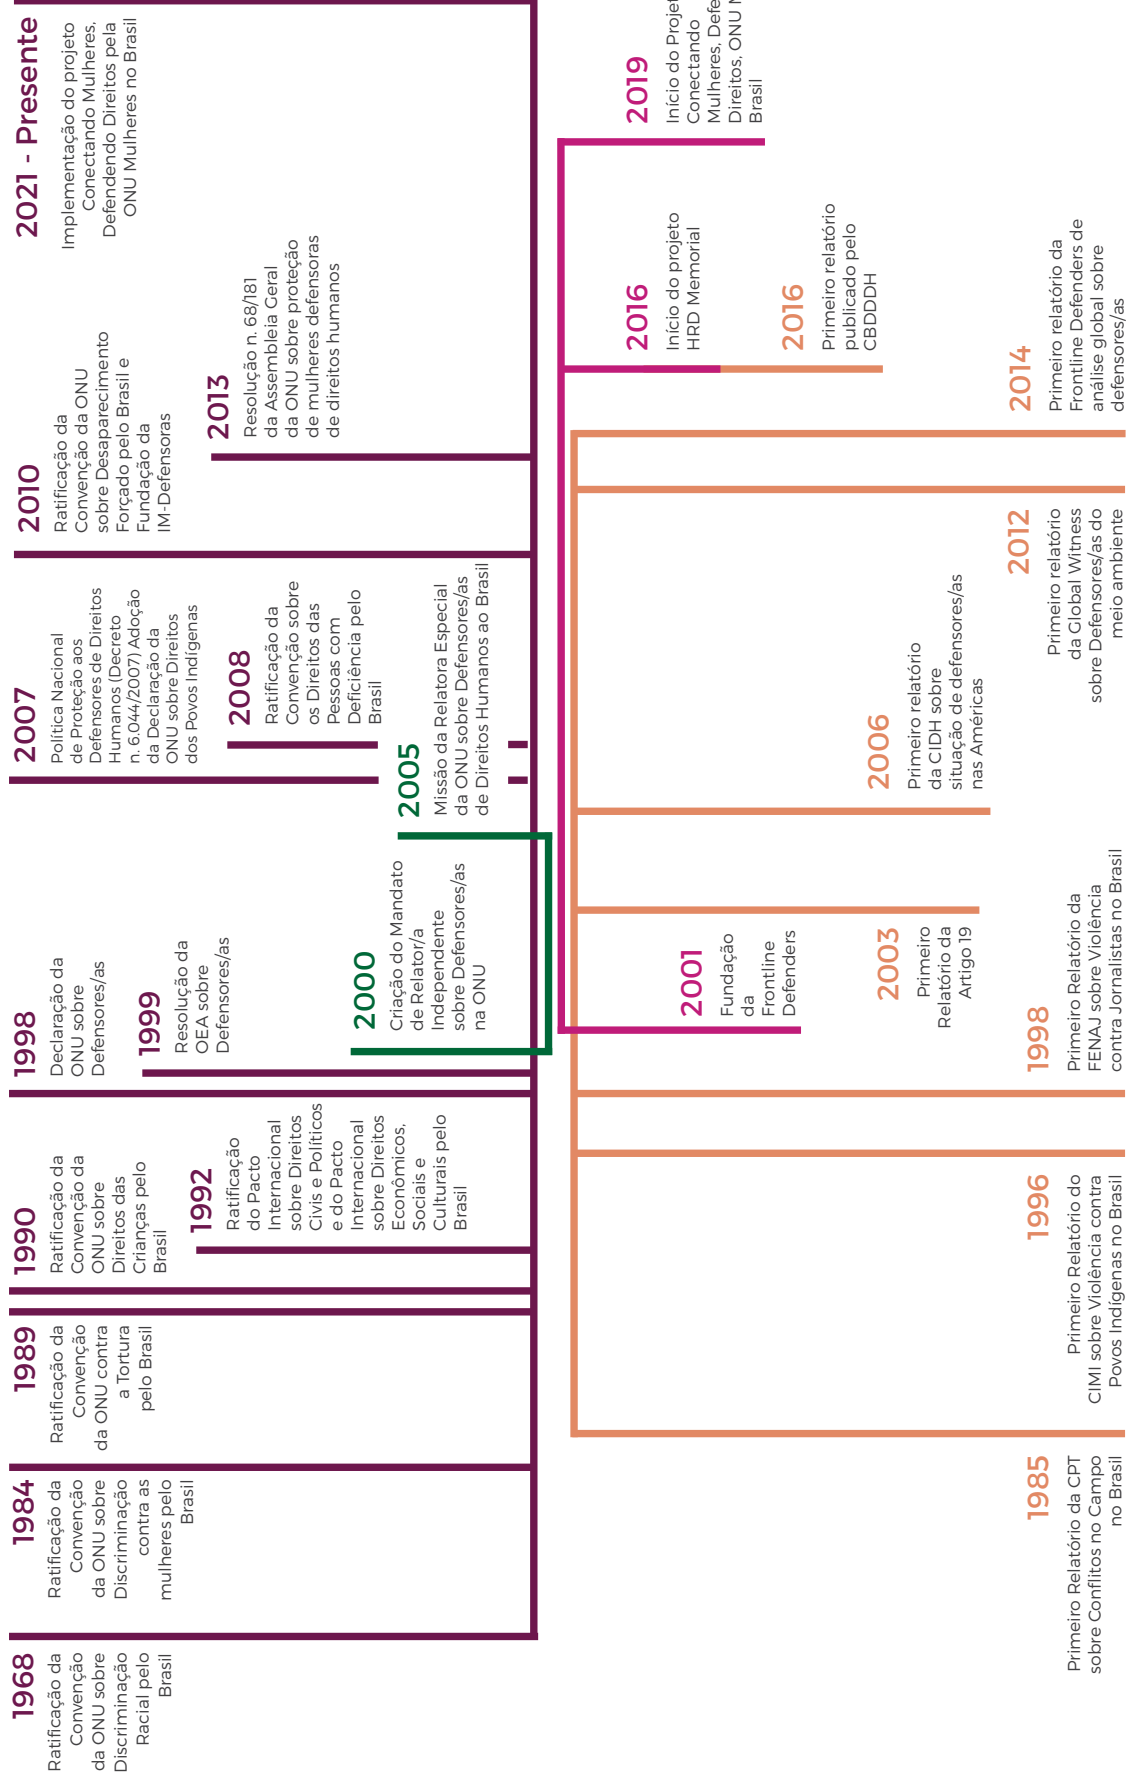 1968
Ratificação da
Convenção
da ONU sobre
Discriminação
Racial pelo
Brasil
1984
Ratificação da
Convenção
da ONU sobre
Discriminação
contra as
mulheres pelo
Brasil
1989
Ratificação da
Convenção
da ONU contra
a Tortura
pelo Brasil
1990
Ratificação da
Convenção da
ONU sobre
Direitos das
Crianças pelo
Brasil
1992
Ratificação
do Pacto
Internacional
sobre Direitos
Civis e Políticos
e do Pacto
Internacional
sobre Direitos
Econômicos,
Sociais e
Culturais pelo
Brasil
1998
Declaração da
ONU sobre
Defensores/as
1999
Resolução da
OEA sobre
Defensores/as
2000
Criação do Mandato
de Relator/a
Independente
sobre Defensores/as
na ONU
2005
Missão da Relatora Especial
da ONU sobre Defensores/as
de Direitos Humanos ao Brasil
2007
Política Nacional
de Proteção aos
Defensores de Direitos
Humanos (Decreto
n. 6.044/2007) Adoção
da Declaração da
ONU sobre Direitos
dos Povos Indígenas
2008
Ratificação da
Convenção sobre
os Direitos das
Pessoas com
Deficiência pelo
Brasil
2010
Ratificação da
Convenção da ONU
sobre Desaparecimento
Forçado pelo Brasil e
Fundação da
IM-Defensoras
2013
Resolução n. 68/181
da Assembleia Geral
da ONU sobre proteção
de mulheres defensoras
de direitos humanos
2021 - Presente
Implementação do projeto
Conectando Mulheres,
Defendendo Direitos pela
ONU Mulheres no Brasil
2001
Fundação
da
Frontline
Defenders
2016
Início do projeto
HRD Memorial
2019
Início do Projet
Conectando
Mulheres, Defe
Direitos, ONU M
Brasil
1985
Primeiro Relatório da CPT
sobre Conflitos no Campo
no Brasil
1996
Primeiro Relatório do
CIMI sobre Violência contra
Povos Indígenas no Brasil
1998
Primeiro Relatório da
FENAJ sobre Violência
contra Jornalistas no Brasil
2003
Primeiro
Relatório da
Artigo 19
2006
Primeiro relatório
da CIDH sobre
situação de defensores/as
nas Américas
2012
Primeiro relatório
da Global Witness
sobre Defensores/as do
meio ambiente
2014
Primeiro relatório da
Frontline Defenders de
análise global sobre
defensores/as
2016
Primeiro relatório
publicado pelo
CBDDDH